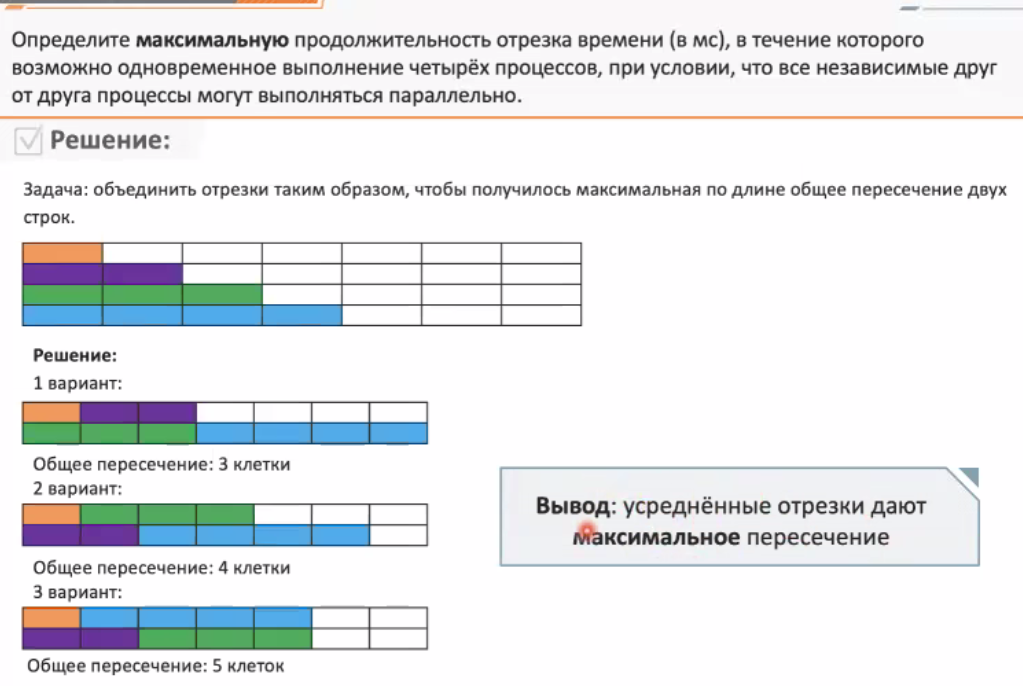 Определите максимальную продолжительность отрезка времени (в мс), в течение которого
возможно одновременное выполнение четырёх процессов, при условии, что все независимые друг
от друга процессы могут выполняться параллельно.
Решение:
Задача: объединить отрезки таким образом, чтобы получилось максимальная по длине общее пересечение двух
строк.
Решение:
1 вариант:
Общее пересечение: 3 клетки
2 вариант:
Общее пересечение: 4 клетки
3 вариант:
Общее пересечение: 5 клеток
Вывод: усреднённые отрезки дают
максимальное пересечение